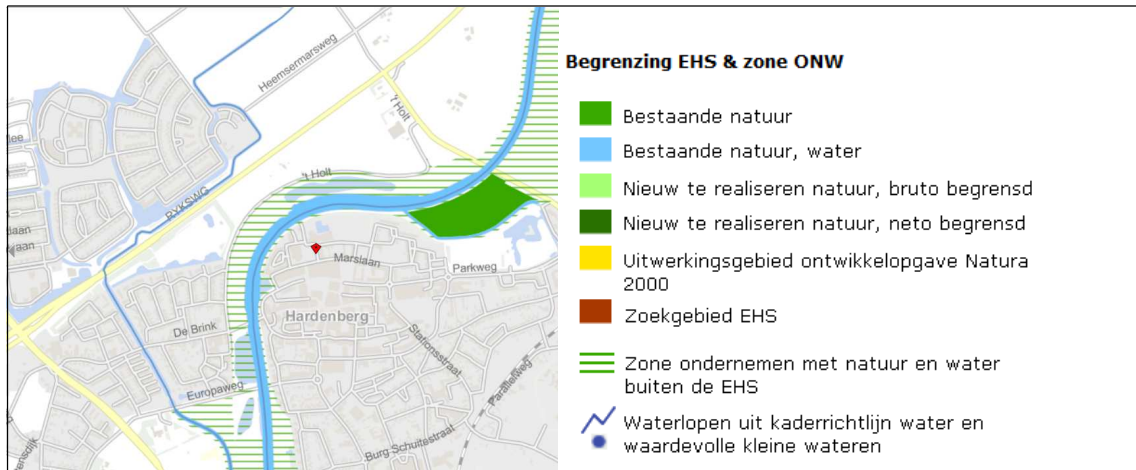 Heemsermarsweg
't Holt
't Holt
RYKSWG
Marslaan
Parkweg
Hardenberg
De Brink
Stationsstraat
Europaweg
Parallelweg
Burg Schuitestraat
Begrenzing EHS & zone ONW
Bestaande natuur
Bestaande natuur, water
Nieuw te realiseren natuur, bruto begrensd
Nieuw te realiseren natuur, neto begrensd
Uitwerkingsgebied ontwikkelopgave Natura
2000
Zoekgebied EHS
Zone ondernemen met natuur en water
buiten de EHS
Waterlopen uit kaderrichtlijn water en
waardevolle kleine wateren